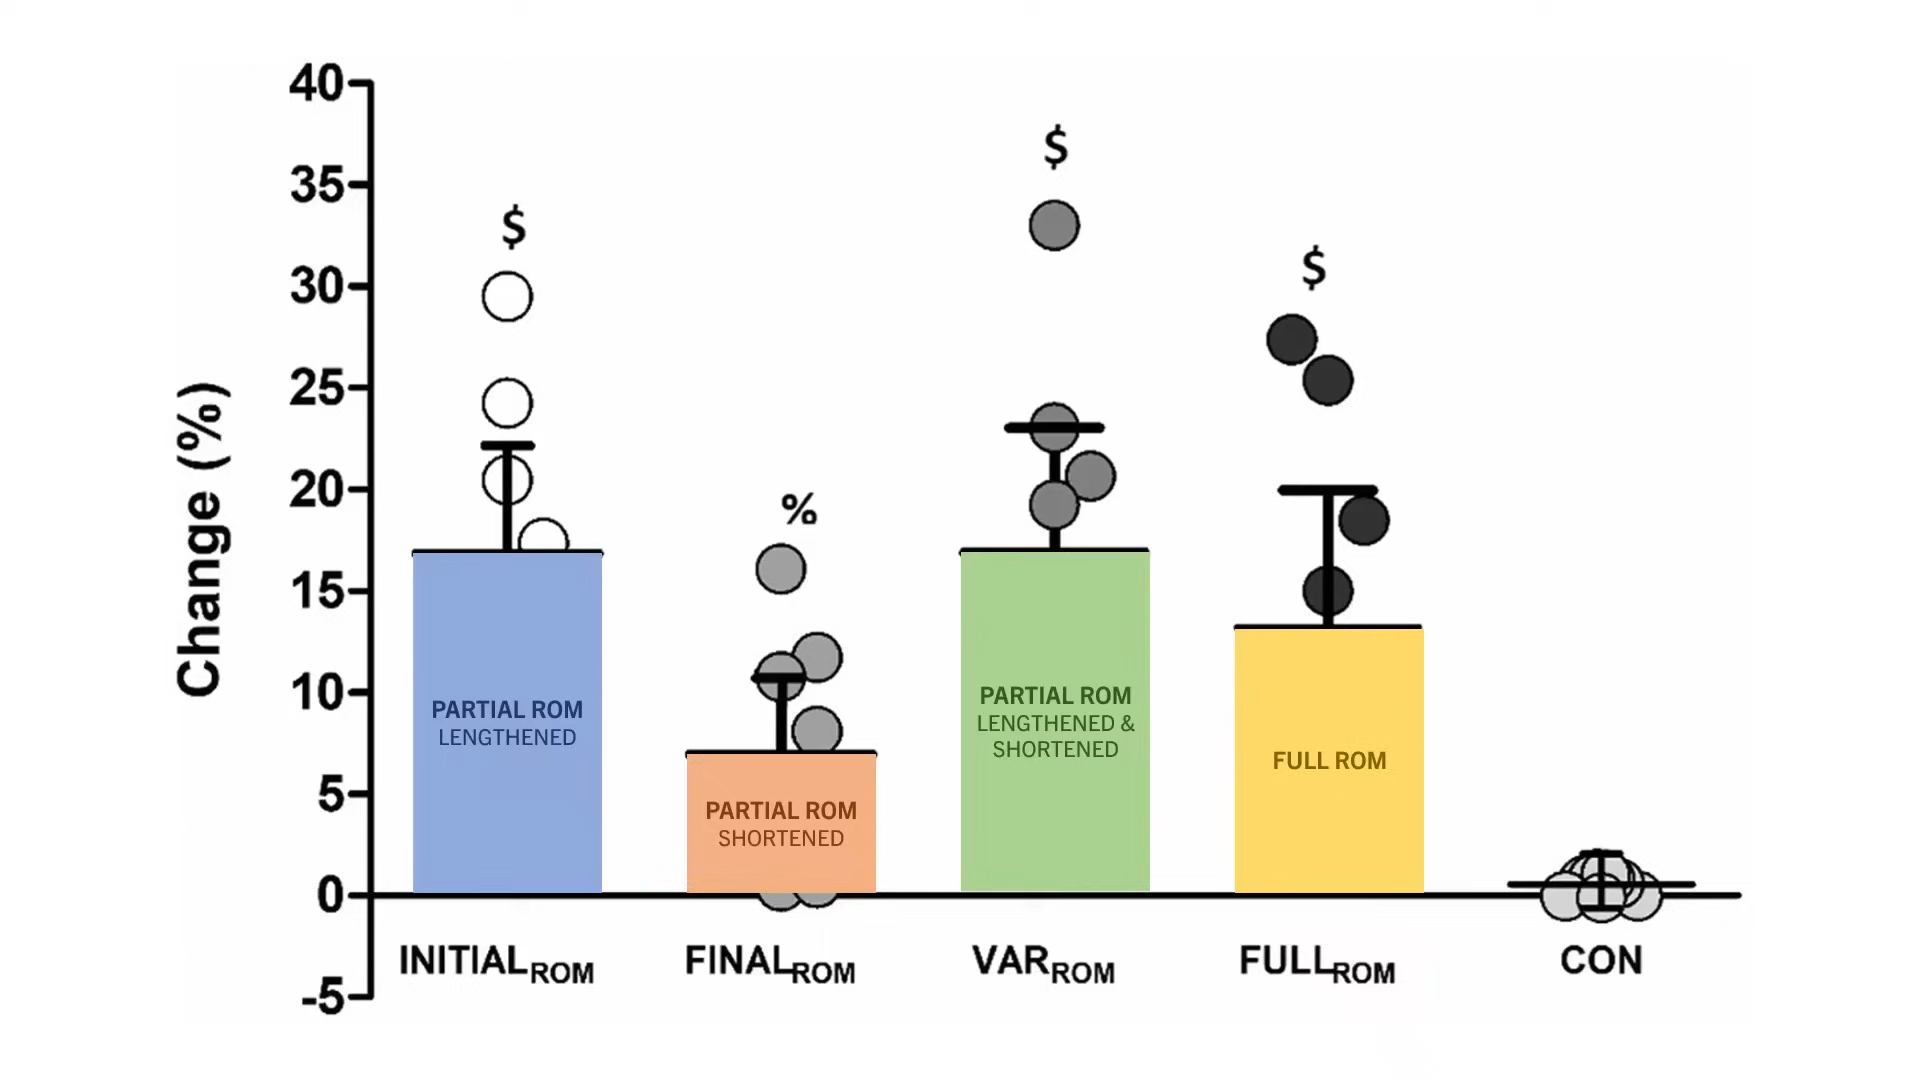 Change (%)
40
35
30
25
20
15
10
5
0
-5
$
%
$
$
PARTIAL ROM
LENGTHENED
PARTIAL ROM
SHORTENED
PARTIAL ROM
LENGTHENED &
SHORTENED
FULL ROM
INITIALROM
FINALROM
VARROM
FULLROM
CON